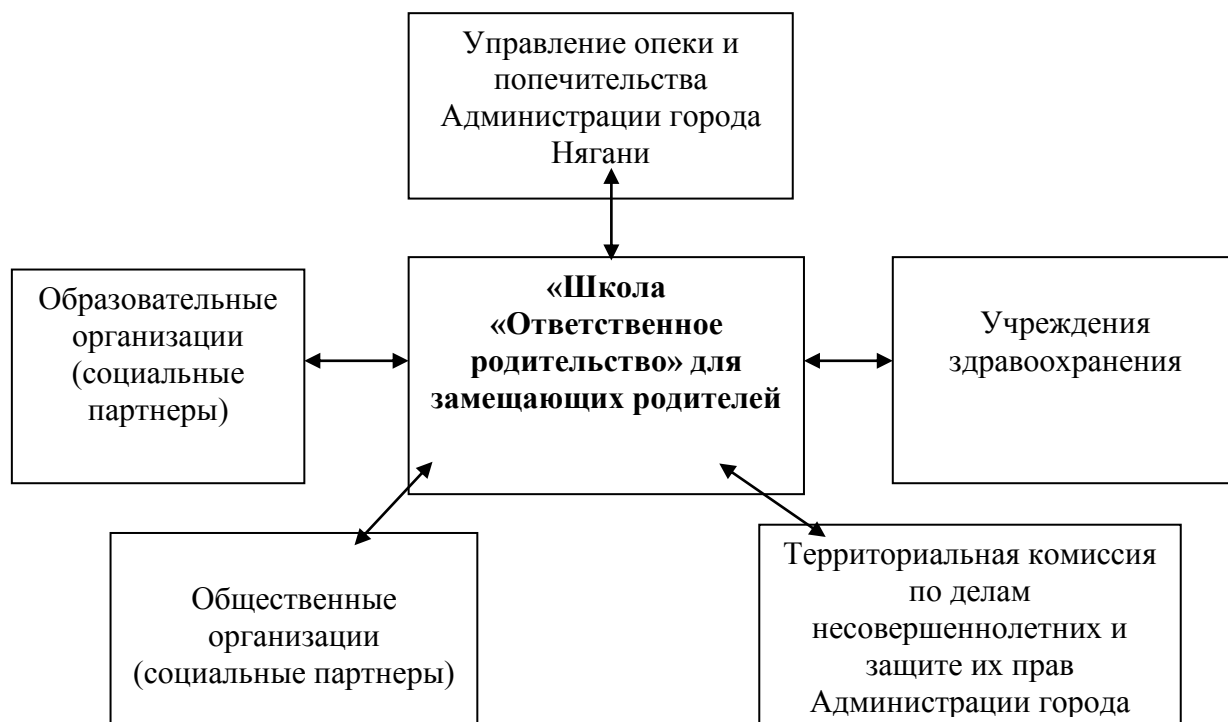 Управление опеки и
попечительства
Администрации города
Нягани
Образовательные
организации
(социальные
партнеры)
«Школа
«Ответственное
родительство» для
замещающих родителей
Учреждения
здравоохранения
Общественные
организации
(социальные партнеры)
Территориальная комиссия
по делам
несовершеннолетних и
защите их прав
Администрации города